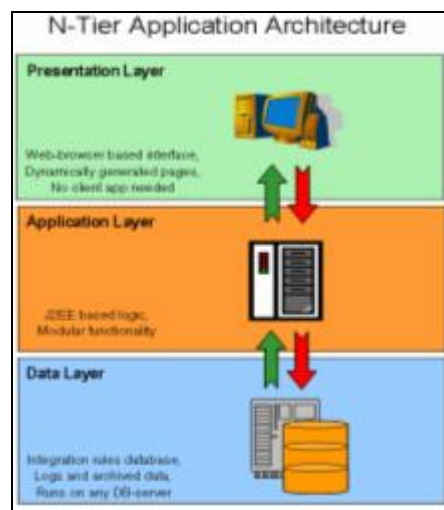 N-Tier Application Architecture
Presentation Layer
Web-browser based interface,
Dynamically generated pages,
No client app needed
Application Layer
J2EE based logic,
Modular functionality
Data Layer
Integration rules database,
Logs and archived data,
Runs on any DB-server